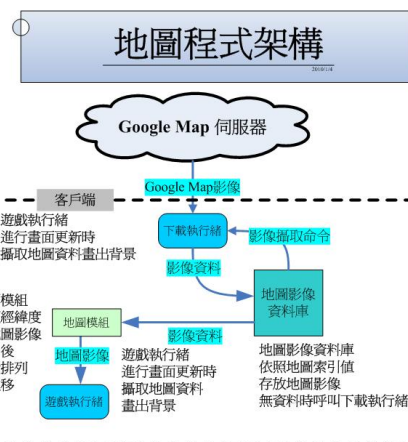 地圖程式架構
Google Map 伺服器
Google Map影像
客戶端
遊戲執行緒
進行畫面更新時
攝取地圖資料畫出背景
下載執行緒
影像攝取命令
影像資料
地圖影像
資料庫
模組
經緯度
圖影像
後
排列
移
地圖模組
影像資料
地圖影像
遊戲執行緒
遊戲執行緒
進行畫面更新時
攝取地圖資料
畫出背景
地圖影像資料庫
依照地圖索引值
存放地圖影像
無資料時呼叫下載執行緒